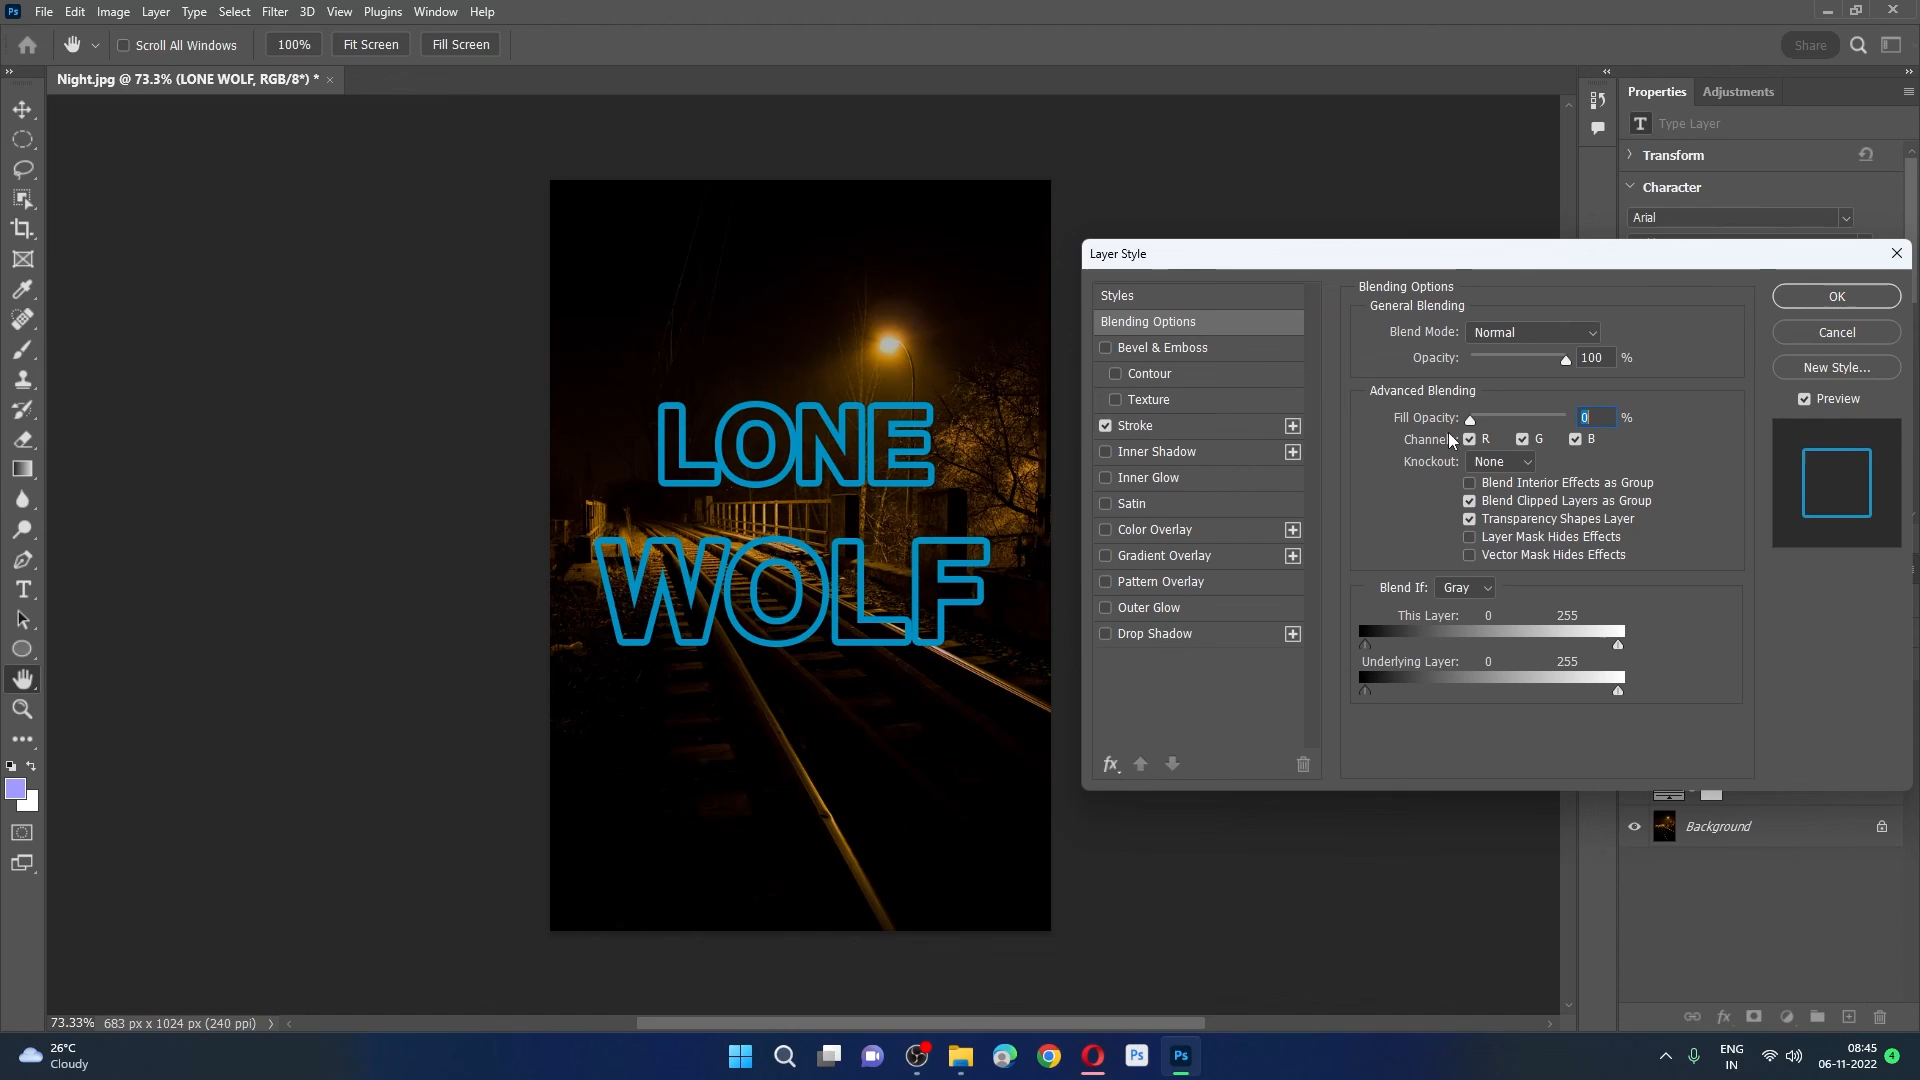 Ps File Edit Image Layer Type Select Filter 3D View Plugins Window Help
Scroll All Windows 100% Fit Screen Fill Screen Share
Night.jpg @ 73.3% (LONE WOLF, RGB/8*) * ×
Properties Adjustments
T Type Layer
Transform
Character
Arial
LONE
WOLF
Layer Style
Styles
Blending Options
Bevel & Emboss
Contour
Texture
Stroke
Inner Shadow
Inner Glow
Satin
Color Overlay
Gradient Overlay
Pattern Overlay
Outer Glow
Drop Shadow
fx
Blending Options
General Blending
Blend Mode: Normal
Opacity: 100 %
Advanced Blending
Fill Opacity: 0 %
Channels: R G B
Knockout: None
Blend Interior Effects as Group
Blend Clipped Layers as Group
Transparency Shapes Layer
Layer Mask Hides Effects
Vector Mask Hides Effects
Blend If: Gray
This Layer: 0 255
Underlying Layer: 0 255
OK
Cancel
New Style...
Preview
Background
fx
73.33% 683 px x 1024 px (240 ppi)
26°C
Cloudy
Ps
Ps
ENG
IN
08:45
06-11-2022
4